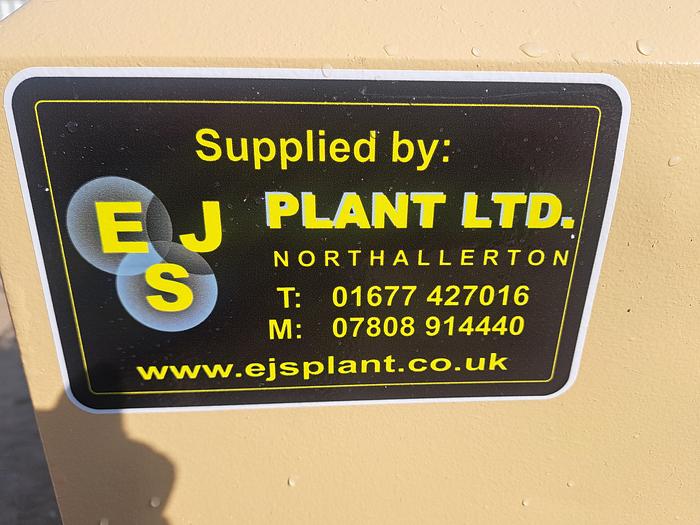 Supplied by:
EJS
PLANT LTD.
NORTHALLERTON
T: 01677 427016
M: 07808 914440
www.ejsplant.co.uk